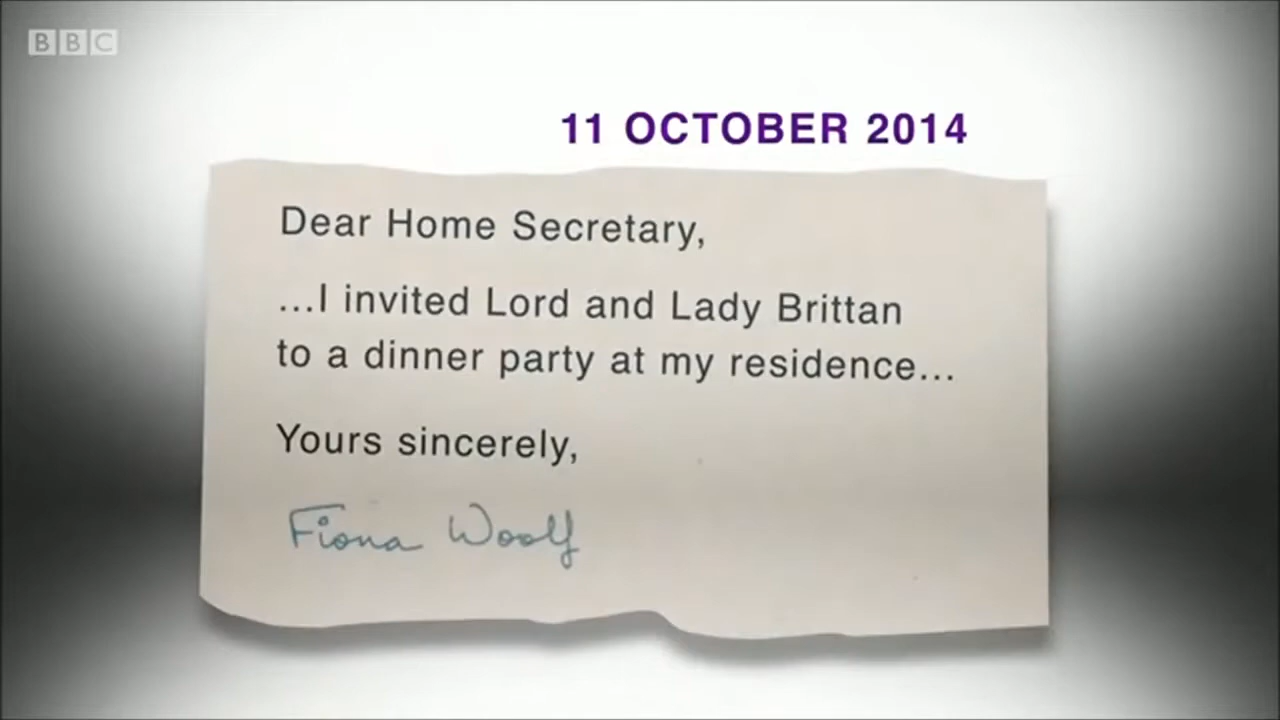 BBC
11 OCTOBER 2014
Dear Home Secretary,
...I invited Lord and Lady Brittan
to a dinner party at my residence...
Yours sincerely,
Fiona Woolf